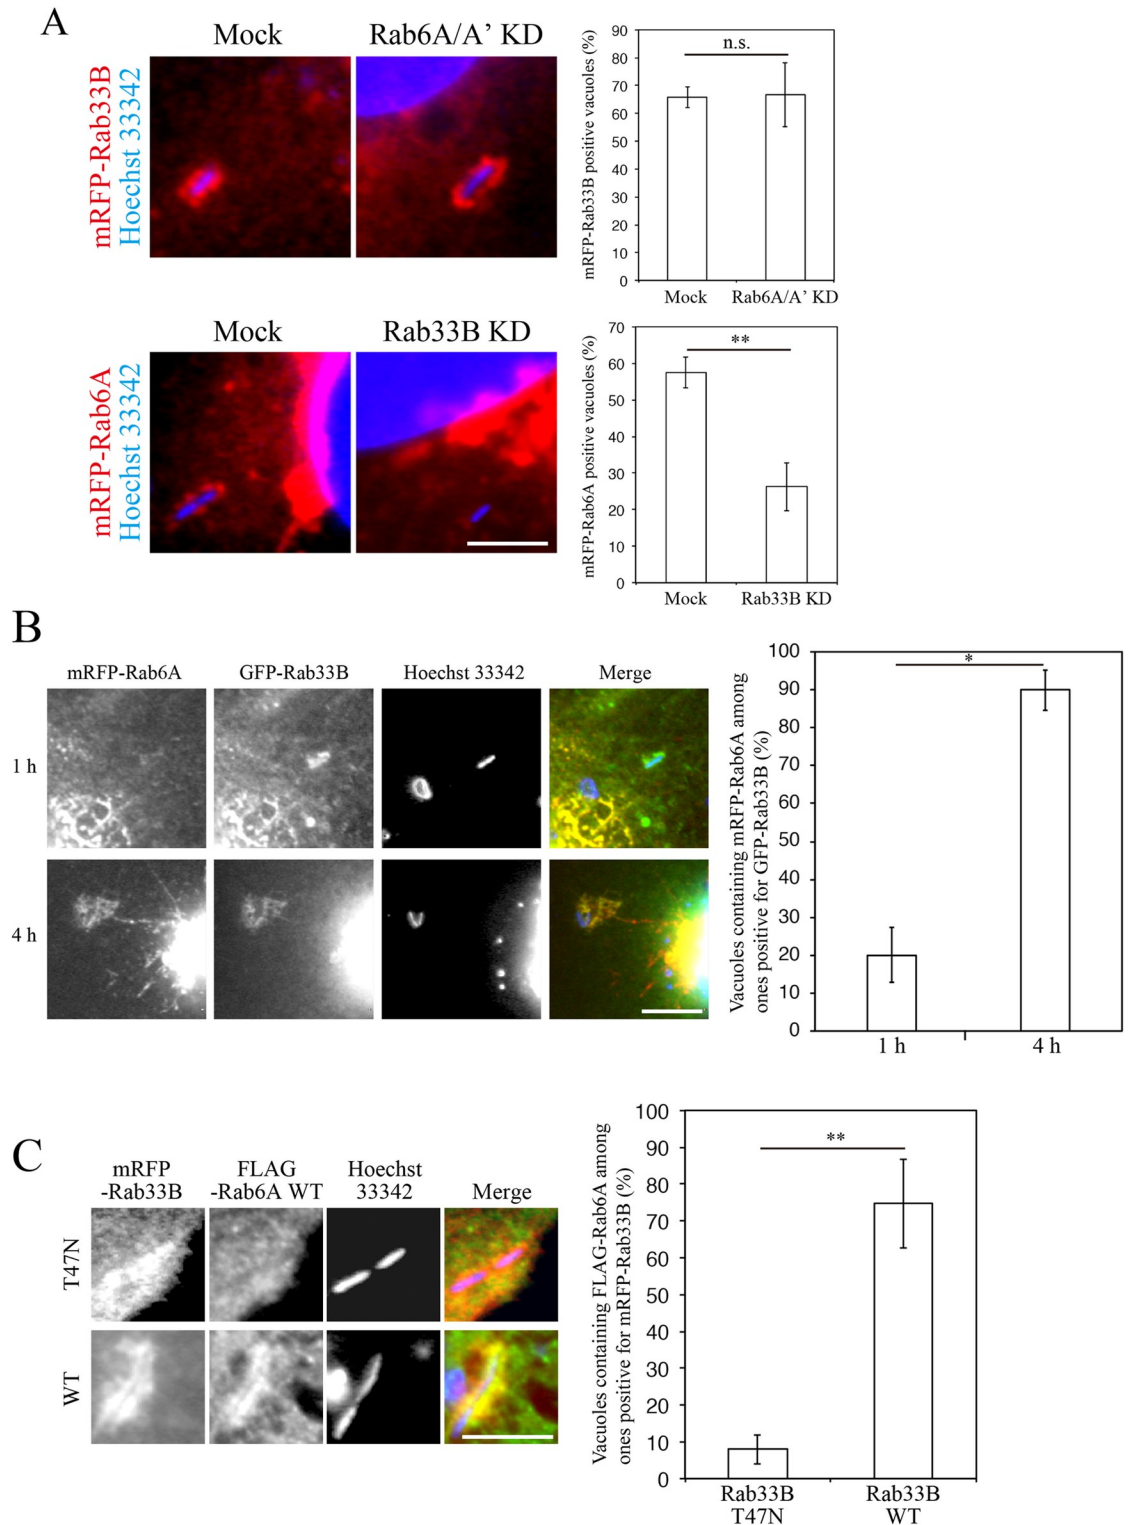 A
Mock
Rab6A/A’ KD
mRFP-Rab33B
Hoechst 33342
mRFP-Rab33B positive vacuoles (%)
90
80
70
60
50
40
30
20
10
0
n.s.
Mock
Rab6A/A’ KD
Mock
Rab33B KD
mRFP-Rab6A
Hoechst 33342
mRFP-Rab6A positive vacuoles (%)
70
60
50
40
30
20
10
0
**
Mock
Rab33B KD
B
mRFP-Rab6A
GFP-Rab33B
Hoechst 33342
Merge
1 h
4 h
Vacuoles containing mRFP-Rab6A among
ones positive for GFP-Rab33B (%)
100
90
80
70
60
50
40
30
20
10
0
*
1 h
4 h
C
mRFP
-Rab33B
FLAG
-Rab6A WT
Hoechst
33342
Merge
T47N
WT
Vacuoles containing FLAG-Rab6A among
ones positive for mRFP-Rab33B (%)
100
90
80
70
60
50
40
30
20
10
0
**
Rab33B
T47N
Rab33B
WT